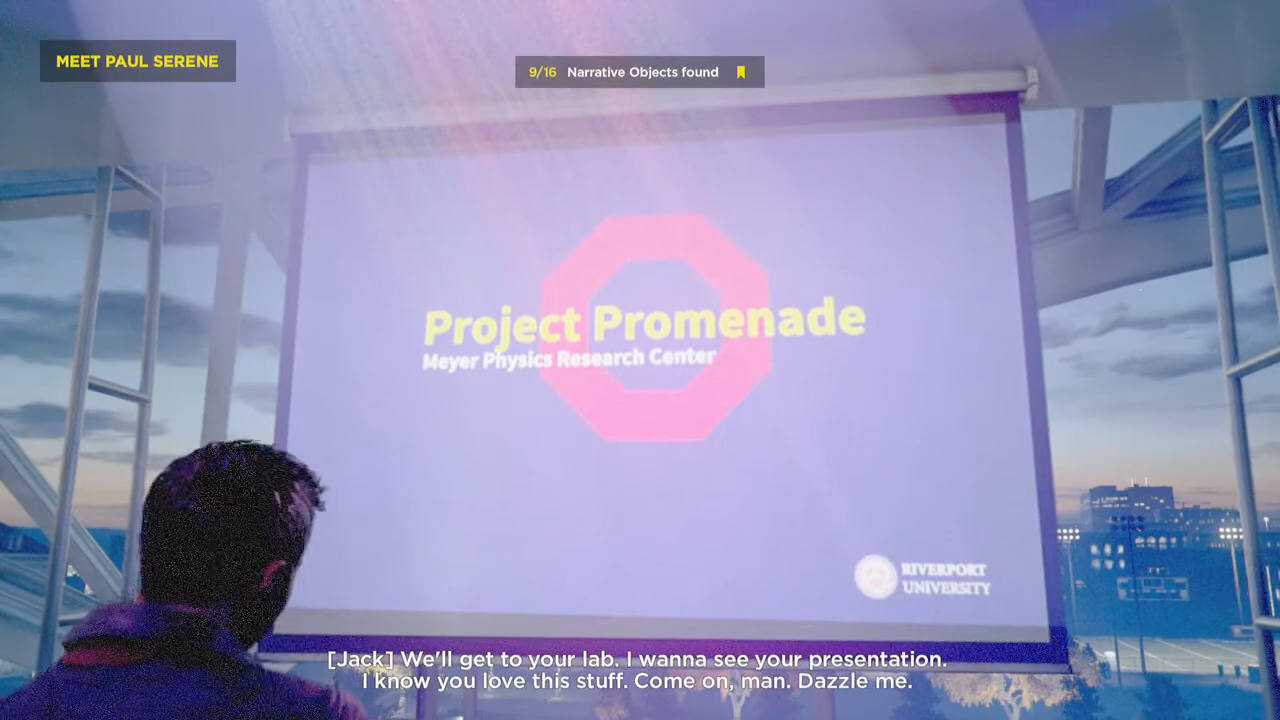 MEET PAUL SERENE
9/16 Narrative Objects found
Project Promenade
Meyer Physics Research Center
RIVERPORT
UNIVERSITY
[Jack] We'll get to your lab. I wanna see your presentation.
I know you love this stuff. Come on, man. Dazzle me.